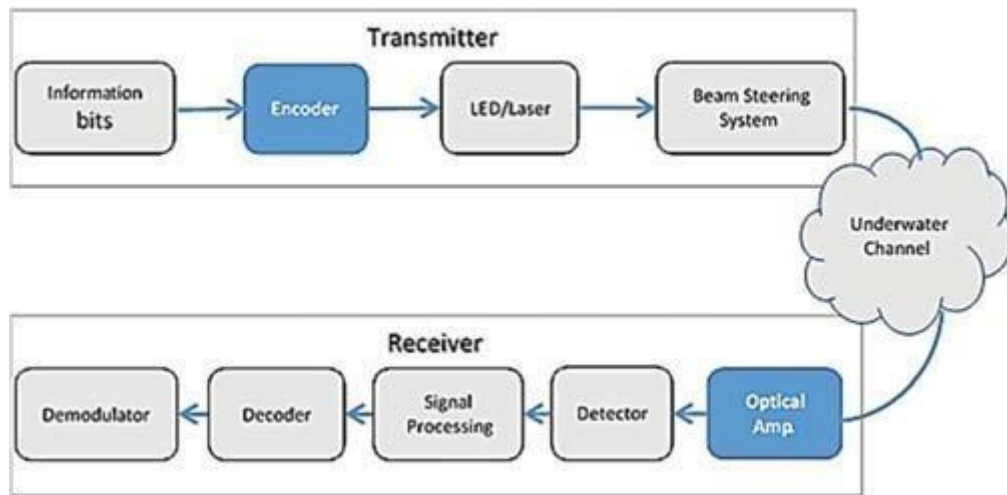 Transmitter
Information
bits
Encoder
LED/Laser
Beam Steering
System
Underwater
Channel
Receiver
Demodulator
Decoder
Signal
Processing
Detector
Optical
Amp.